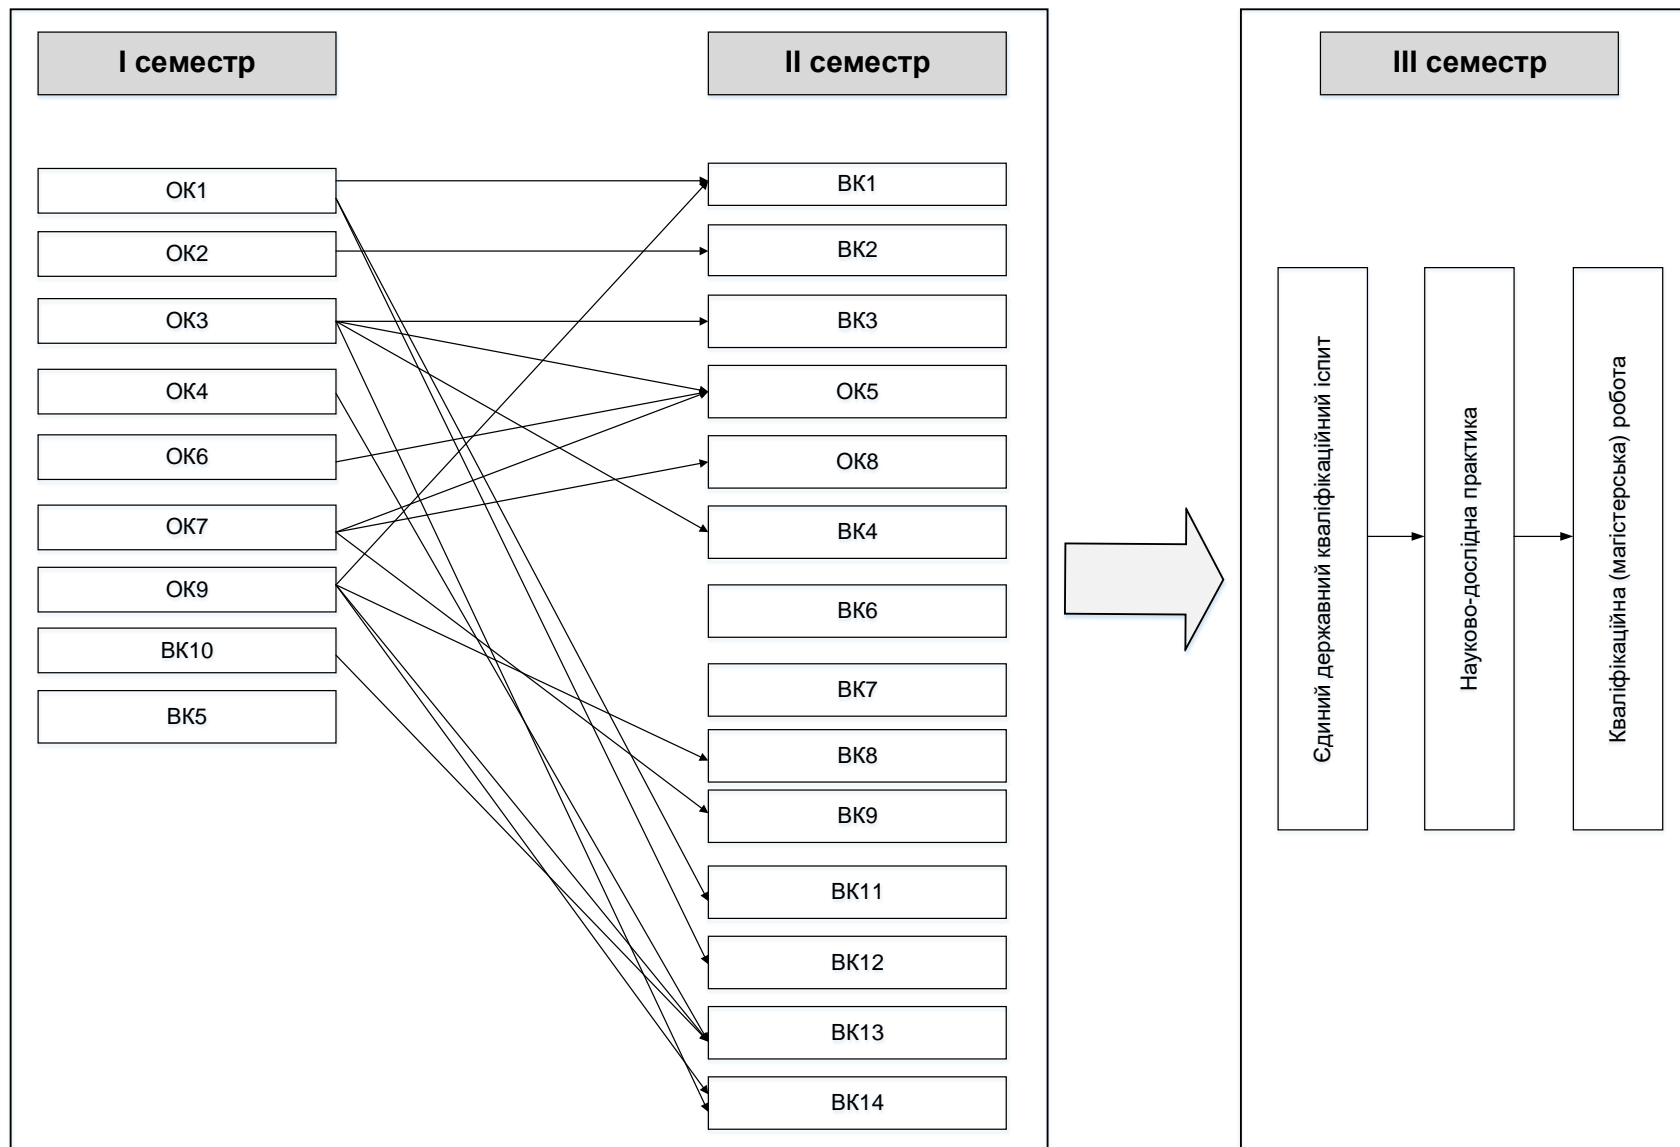 І семестр
ІІ семестр
ІІІ семестр
ОК1
ОК2
ОК3
ОК4
ОК6
ОК7
ОК9
ВК10
ВК5
ВК1
ВК2
ВК3
ОК5
ОК8
ВК4
ВК6
ВК7
ВК8
ВК9
ВК11
ВК12
ВК13
ВК14
Єдиний державний кваліфікаційний іспит
Науково-дослідна практика
Кваліфікаційна (магістерська) робота